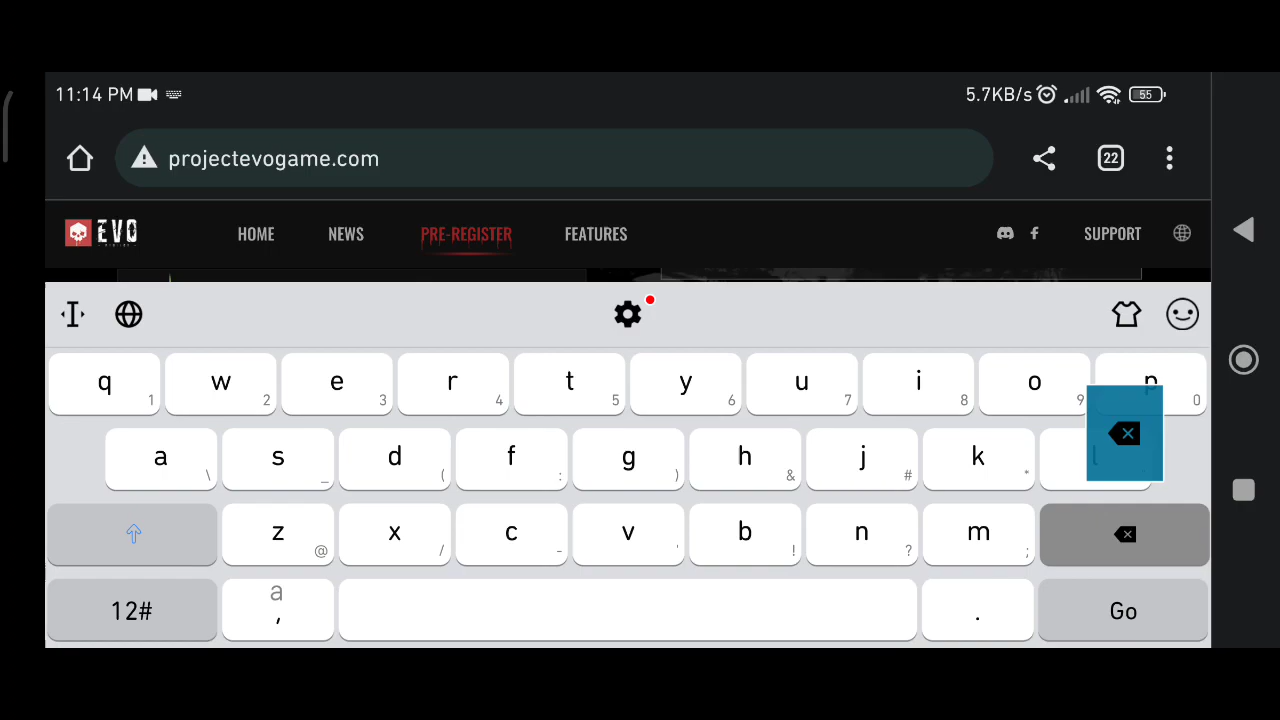 11:14 PM 5.7KB/s 55
projectevogame.com 22
EVO HOME NEWS PRE-REGISTER FEATURES SUPPORT
q 1 w 2 e 3 r 4 t 5 y 6 u 7 i 8 o 9 p 0
a \ s _ d ( f : g ) h & j # k * l
z @ x / c - v ' b ! n ? m ;
12# a , . Go